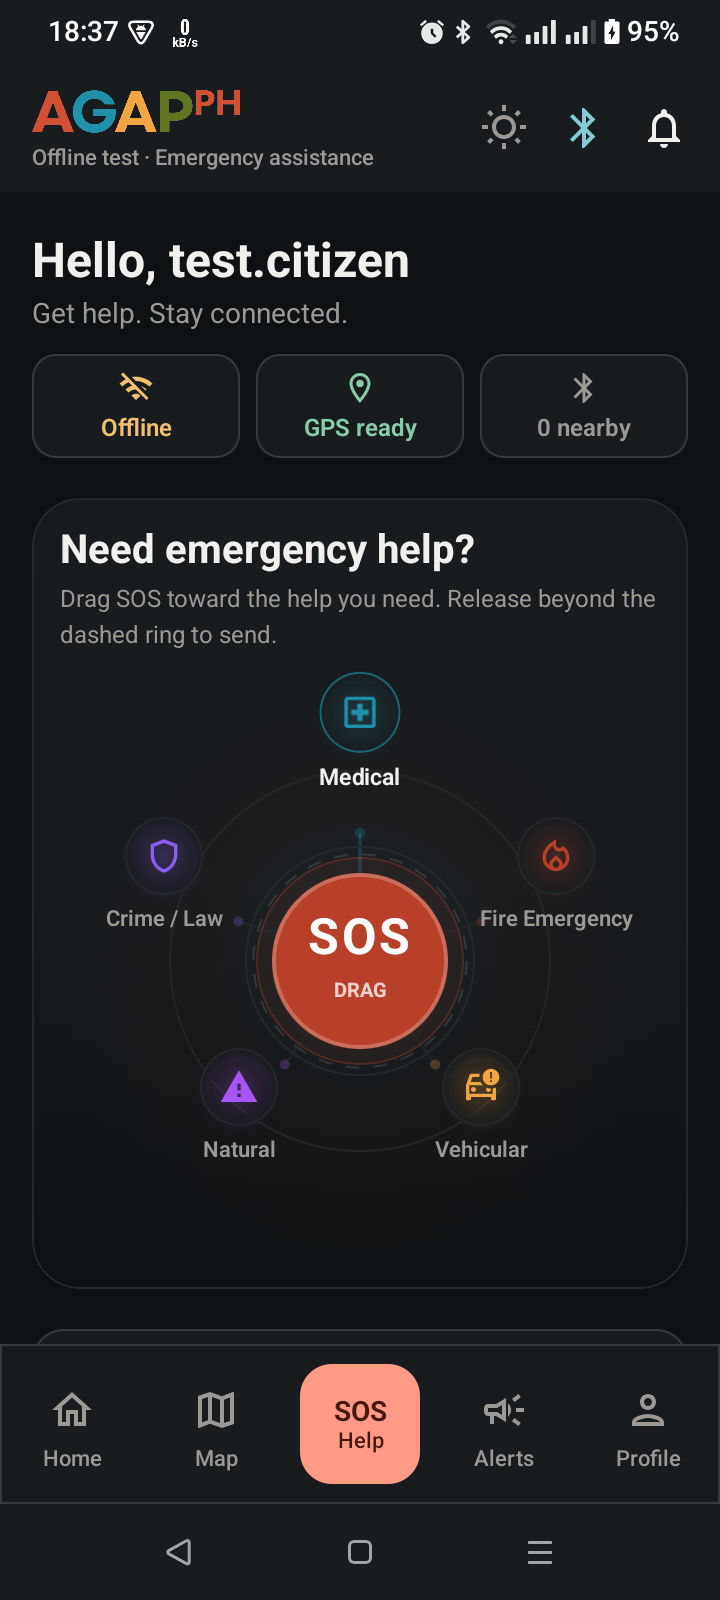 18:37
0
kB/s
95%
AGAPPH
Offline test · Emergency assistance
Hello, test.citizen
Get help. Stay connected.
Offline
GPS ready
0 nearby
Need emergency help?
Drag SOS toward the help you need. Release beyond the
dashed ring to send.
Medical
Crime / Law
Fire Emergency
SOS
DRAG
Natural
Vehicular
Home
Map
SOS
Help
Alerts
Profile